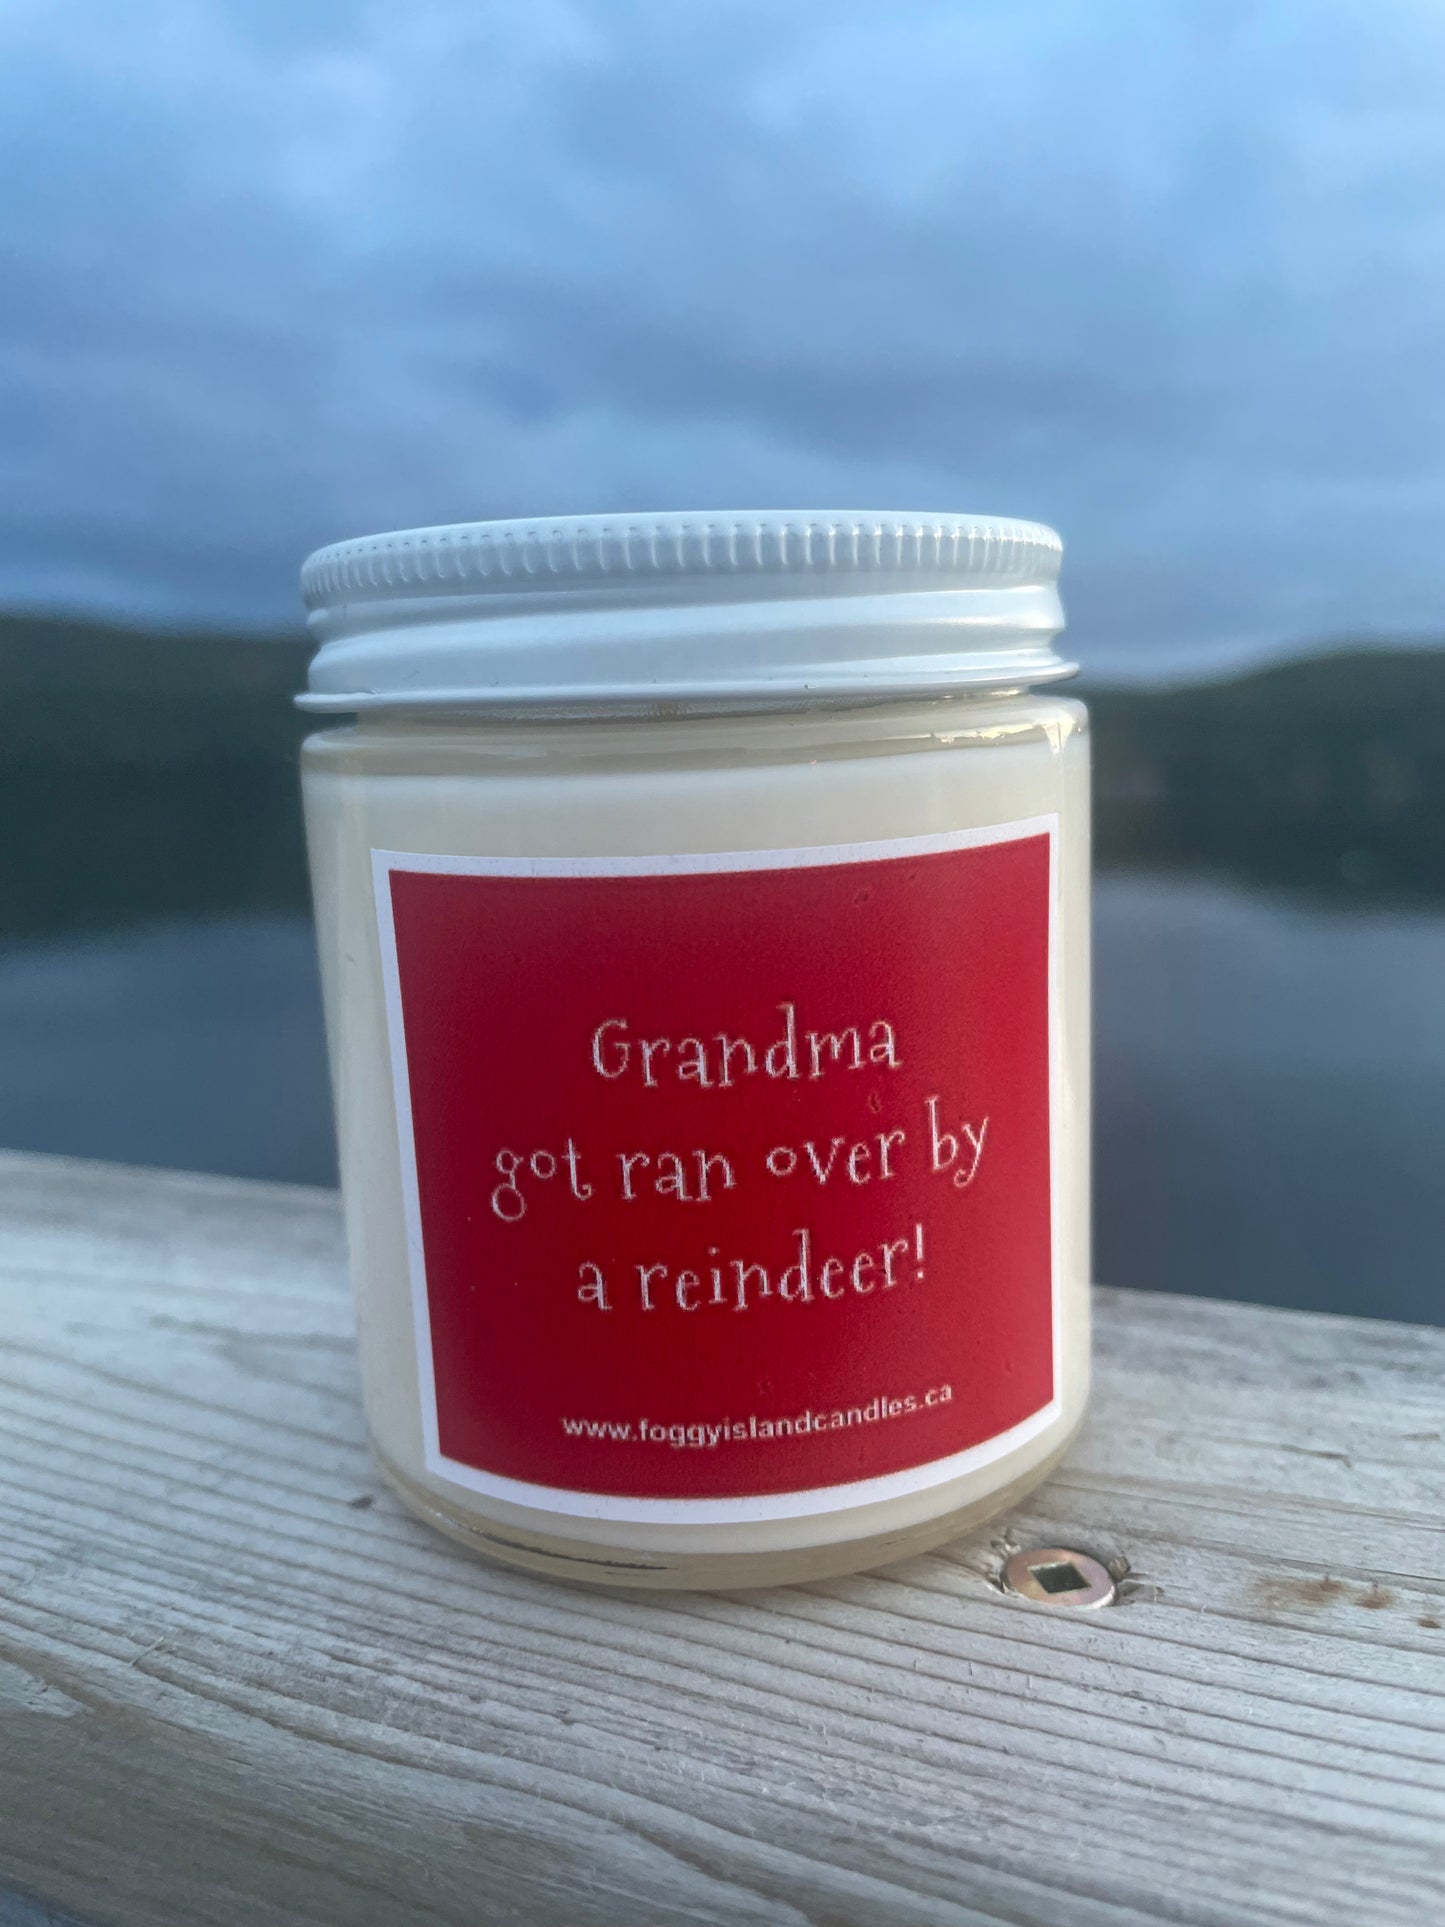 Grandma
got ran over by
a reindeer!
www.foggyislandcandles.ca